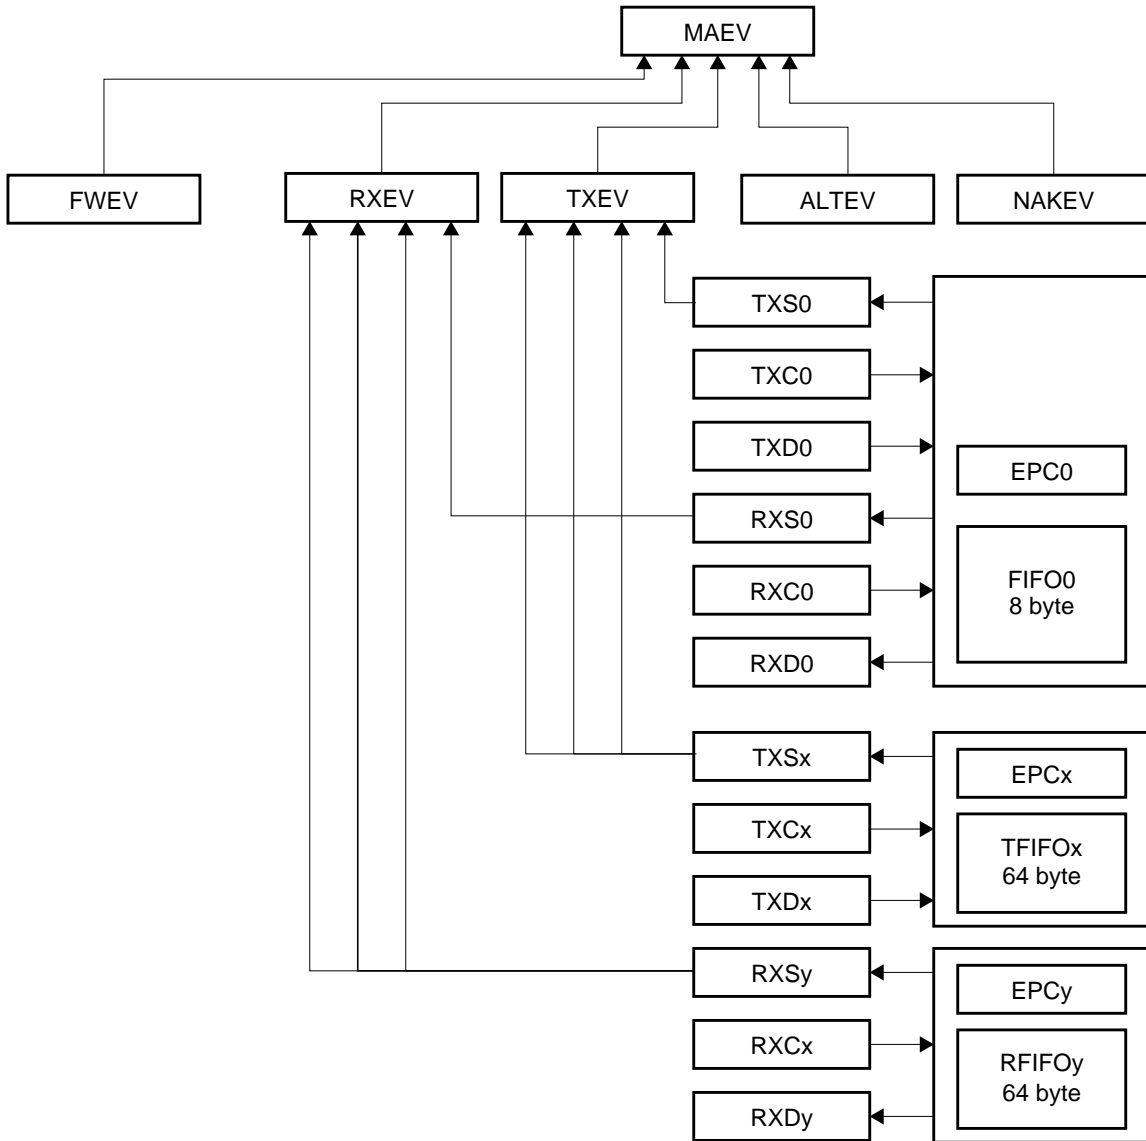 MAEV
FWEV
RXEV
TXEV
ALTEV
NAKEV
TXS0
TXC0
TXD0
EPC0
RXS0
FIFO0
8 byte
RXC0
RXD0
TXSx
EPCx
TXCx
TFIFOx
64 byte
TXDx
RXSy
EPCy
RXCx
RFIFOy
64 byte
RXDy